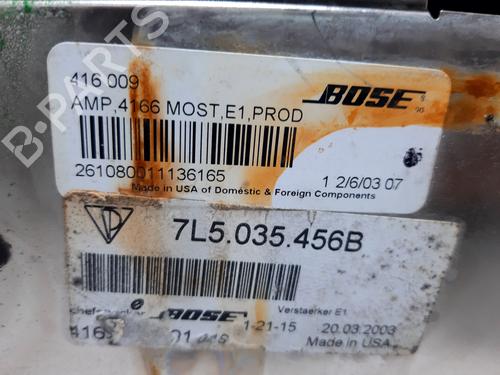 416 009
AMP,4166 MOST,E1,PROD
BOSE
261080011136165
1 2/6/03 07
Made in USA of Domestic & Foreign Components
7L5.035.456B
BOSE
Verstaerker E1
1-21-15
20.03.2003
Made in USA
B-PARTS